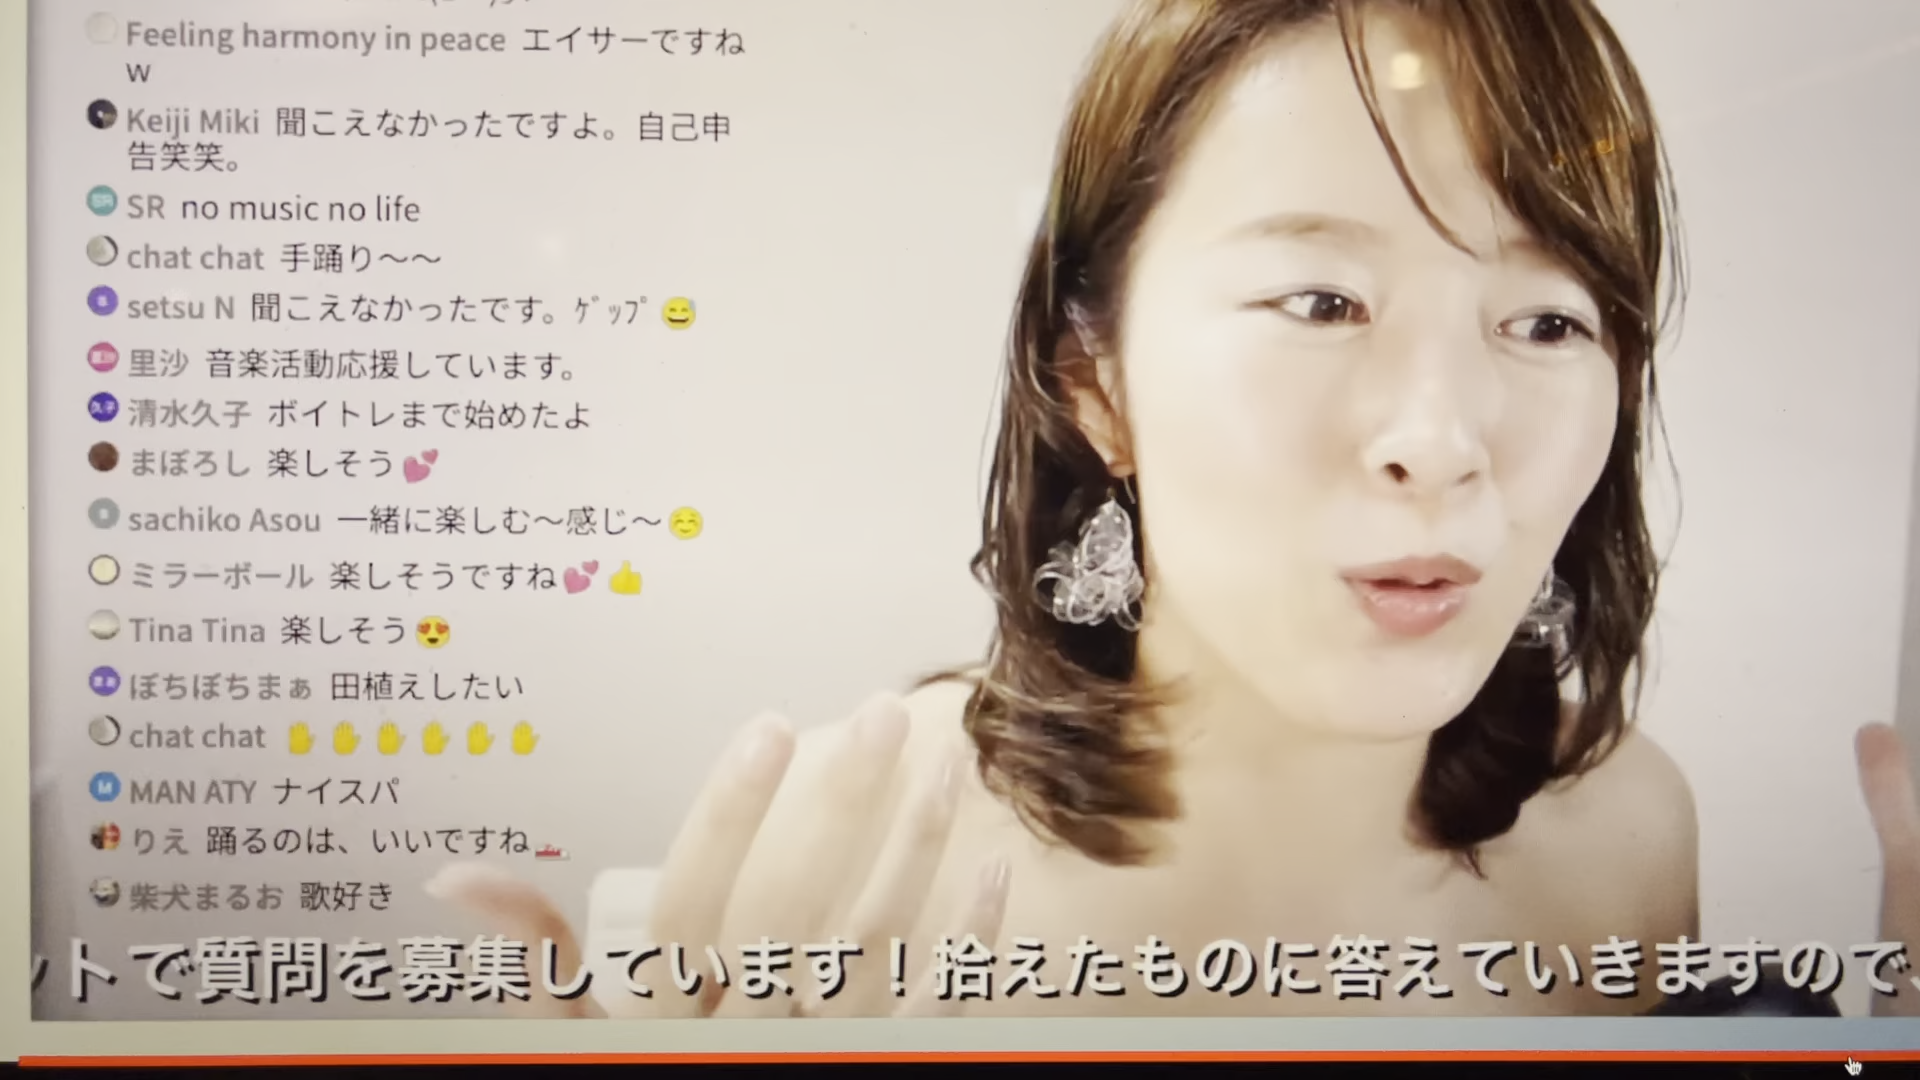 Feeling harmony in peace エイサーですね
w
Keiji Miki 聞こえなかったですよ。自己申
告笑笑。
SR no music no life
chat chat 手踊り〜〜
setsu N 聞こえなかったです。ｹﾞｯﾌﾟ😅
里沙 音楽活動応援しています。
清水久子 ボイトレまで始めたよ
まぼろし 楽しそう💕
sachiko Asou 一緒に楽しむ〜感じ〜☺️
ミラーボール 楽しそうですね💕👍
Tina Tina 楽しそう😍
ぼちぼちまぁ 田植えしたい
chat chat ✋✋✋✋✋✋
MAN ATY ナイスパ
りえ 踊るのは、いいですね👟
柴犬まるお 歌好き
ットで質問を募集しています！拾えたものに答えていきますので、